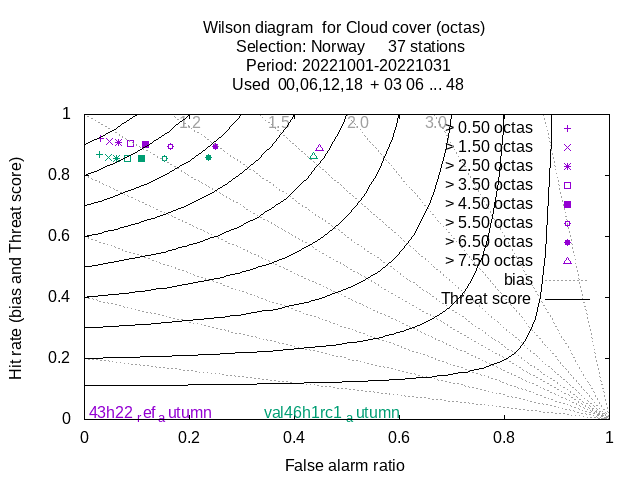 Wilson diagram  for Cloud cover (octas)
Selection: Norway     37 stations
Period: 20221001-20221031
Used  00,06,12,18  + 03 06 ... 48
1.2 1.5 2.0 3.0
> 0.50 octas
> 1.50 octas
> 2.50 octas
> 3.50 octas
> 4.50 octas
> 5.50 octas
> 6.50 octas
> 7.50 octas
bias
Threat score
Hit rate (bias and Threat score)
1
0.8
0.6
0.4
0.2
0
43h22ref autumn val46h1rc1 autumn
0 0.2 0.4 0.6 0.8 1
False alarm ratio